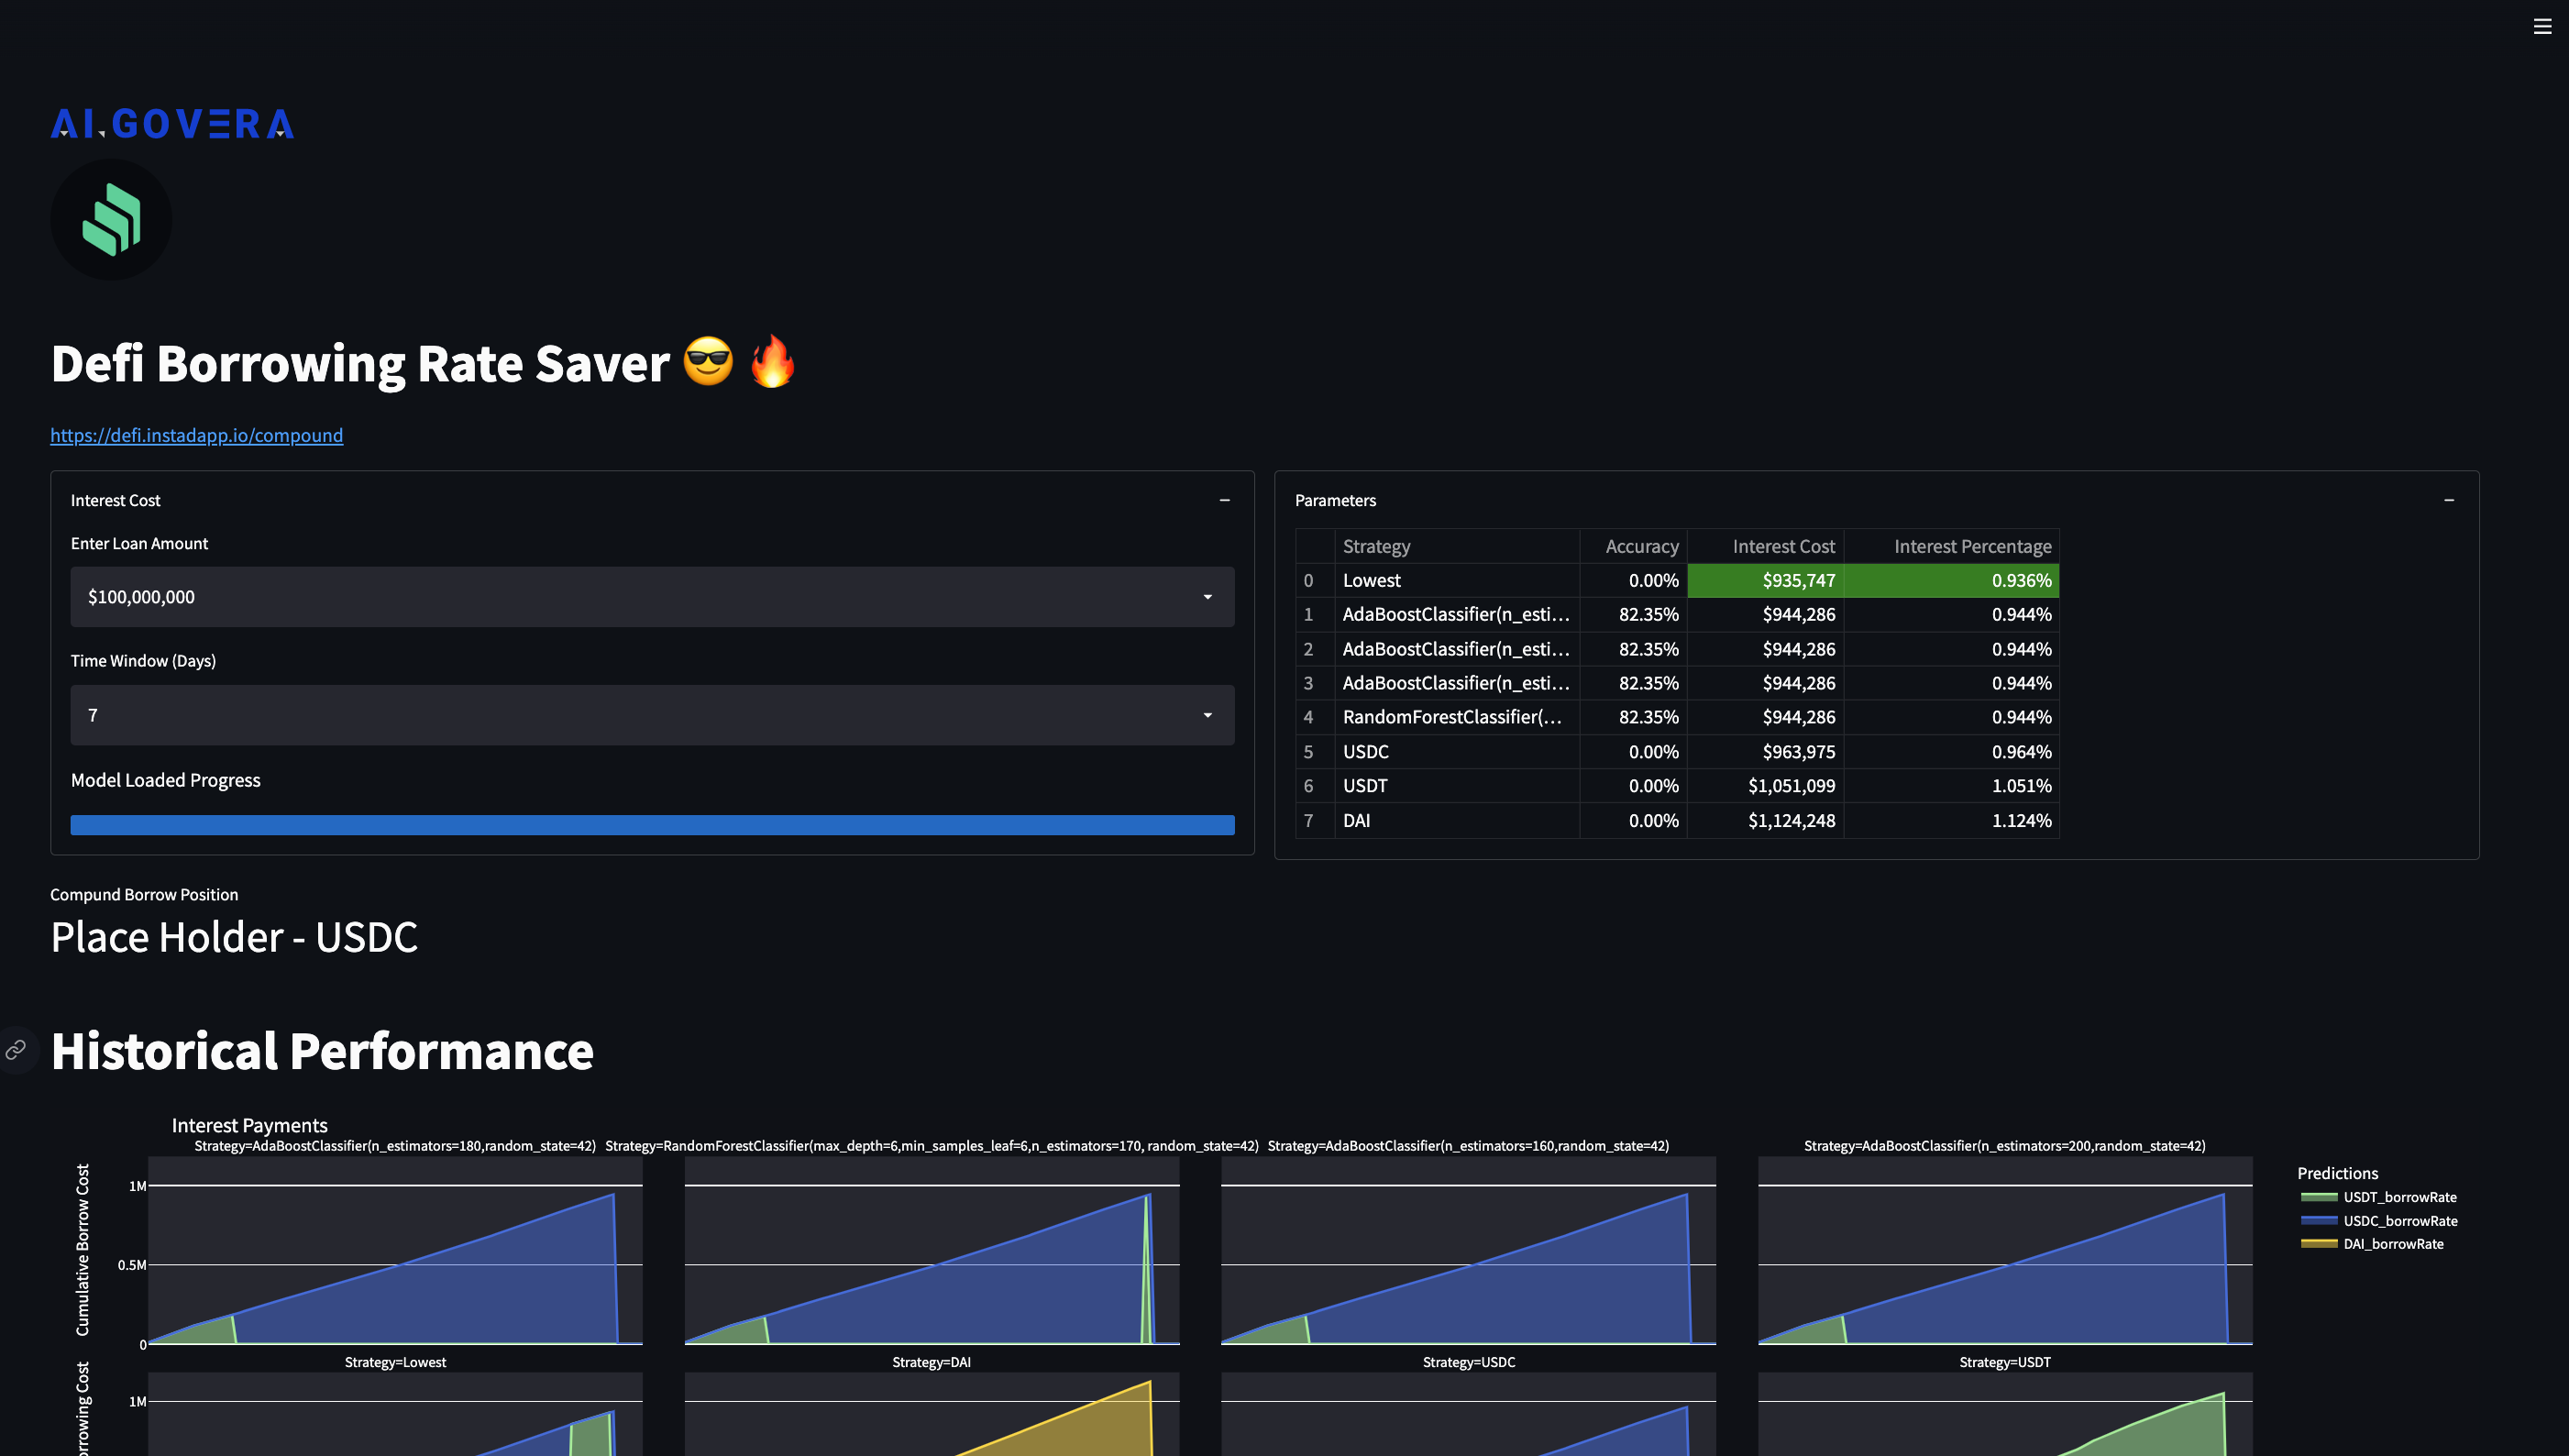 AI.GOVERA
Defi Borrowing Rate Saver 😎 🔥
https://defi.instadapp.io/compound
Interest Cost
Enter Loan Amount
$100,000,000
Time Window (Days)
7
Model Loaded Progress
Parameters
Strategy Accuracy Interest Cost Interest Percentage
0 Lowest 0.00% $935,747 0.936%
1 AdaBoostClassifier(n_esti... 82.35% $944,286 0.944%
2 AdaBoostClassifier(n_esti... 82.35% $944,286 0.944%
3 AdaBoostClassifier(n_esti... 82.35% $944,286 0.944%
4 RandomForestClassifier(... 82.35% $944,286 0.944%
5 USDC 0.00% $963,975 0.964%
6 USDT 0.00% $1,051,099 1.051%
7 DAI 0.00% $1,124,248 1.124%
Compund Borrow Position
Place Holder - USDC
Historical Performance
Interest Payments
Strategy=AdaBoostClassifier(n_estimators=180,random_state=42)
Strategy=RandomForestClassifier(max_depth=6,min_samples_leaf=6,n_estimators=170, random_state=42)
Strategy=AdaBoostClassifier(n_estimators=160,random_state=42)
Strategy=AdaBoostClassifier(n_estimators=200,random_state=42)
Cumulative Borrow Cost
1M
0.5M
0
Predictions
USDT_borrowRate
USDC_borrowRate
DAI_borrowRate
Strategy=Lowest
Strategy=DAI
Strategy=USDC
Strategy=USDT
Cost
1M